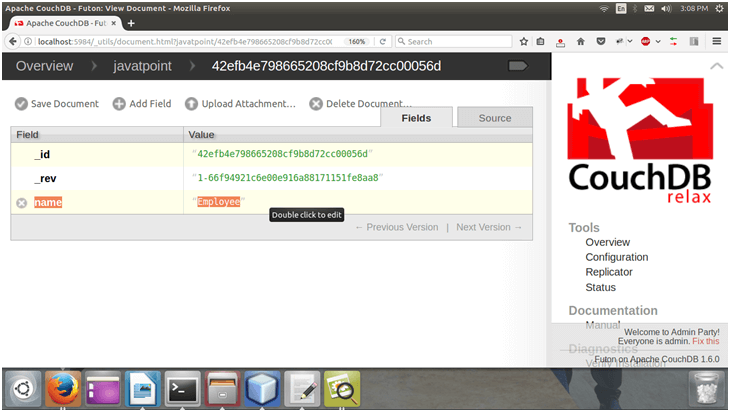 Apache CouchDB - Futon: View Document - Mozilla Firefox
En
3:08 PM
Apache CouchDB - Fut...
localhost:5984/_utils/document.html?javatpoint/42efb4e798665208cf9b8d72cc00
160%
Search
ABP
Overview
javatpoint
42efb4e798665208cf9b8d72cc00056d
Save Document
Add Field
Upload Attachment...
Delete Document...
Fields
Source
Field
Value
_id
"42efb4e798665208cf9b8d72cc00056d"
_rev
"1-66f94921c6e00e916a88171151fe8aa8"
name
"Employee"
Double click to edit
← Previous Version | Next Version →
CouchDB
relax
Tools
Overview
Configuration
Replicator
Status
Documentation
Manual
Welcome to Admin Party!
Everyone is admin. Fix this
Diagnostics
Futon on Apache CouchDB 1.6.0
Verify Installation